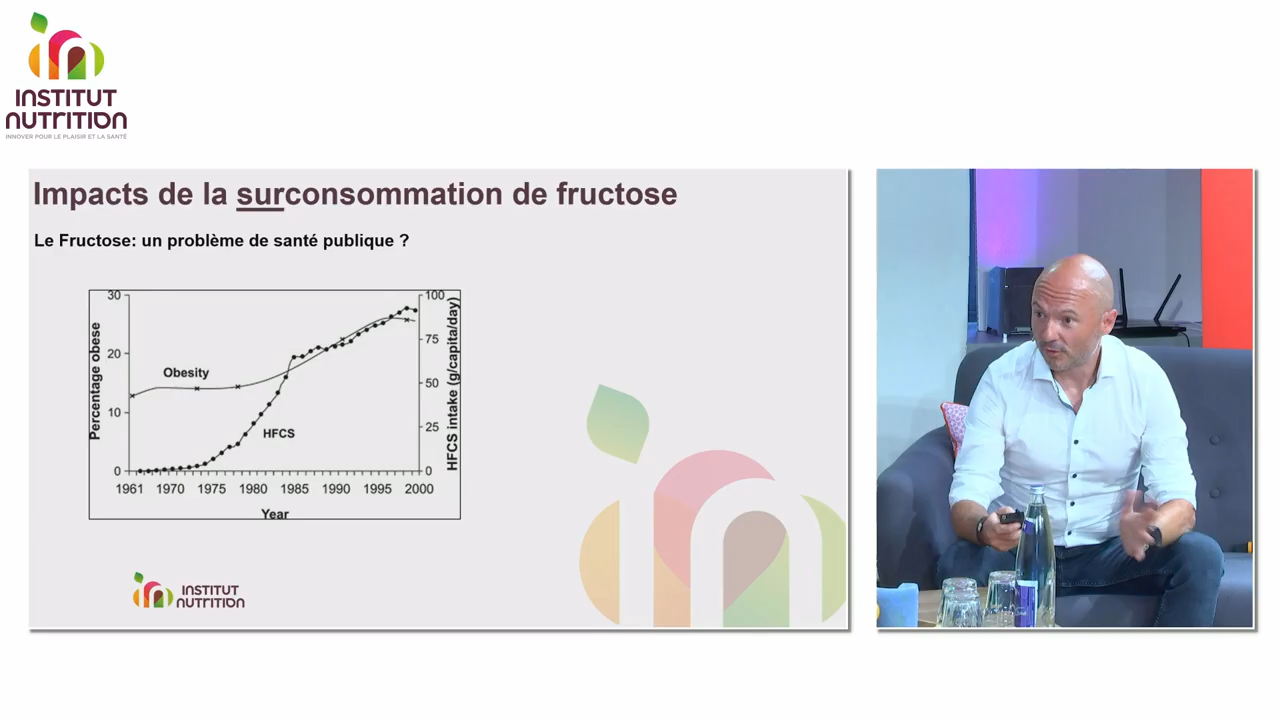 INSTITUT
NUTRITION
INNOVER POUR LE PLAISIR ET LA SANTÉ
Impacts de la surconsommation de fructose
Le Fructose: un problème de santé publique ?
30
20
10
0
Percentage obese
Obesity
HFCS
100
75
50
25
0
HFCS intake (g/capita/day)
1961 1970 1975 1980 1985 1990 1995 2000
Year
INSTITUT
NUTRITION